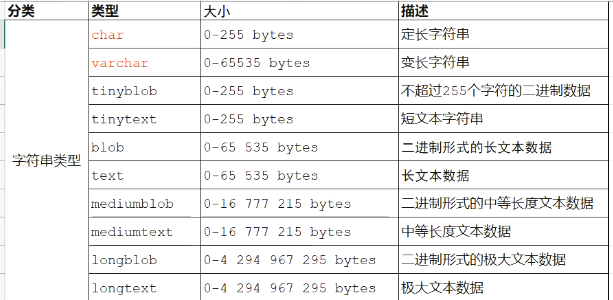 分类 类型 大小 描述
字符串类型
char 0-255 bytes 定长字符串
varchar 0-65535 bytes 变长字符串
tinyblob 0-255 bytes 不超过255个字符的二进制数据
tinytext 0-255 bytes 短文本字符串
blob 0-65 535 bytes 二进制形式的长文本数据
text 0-65 535 bytes 长文本数据
mediumblob 0-16 777 215 bytes 二进制形式的中等长度文本数据
mediumtext 0-16 777 215 bytes 中等长度文本数据
longblob 0-4 294 967 295 bytes 二进制形式的极大文本数据
longtext 0-4 294 967 295 bytes 极大文本数据